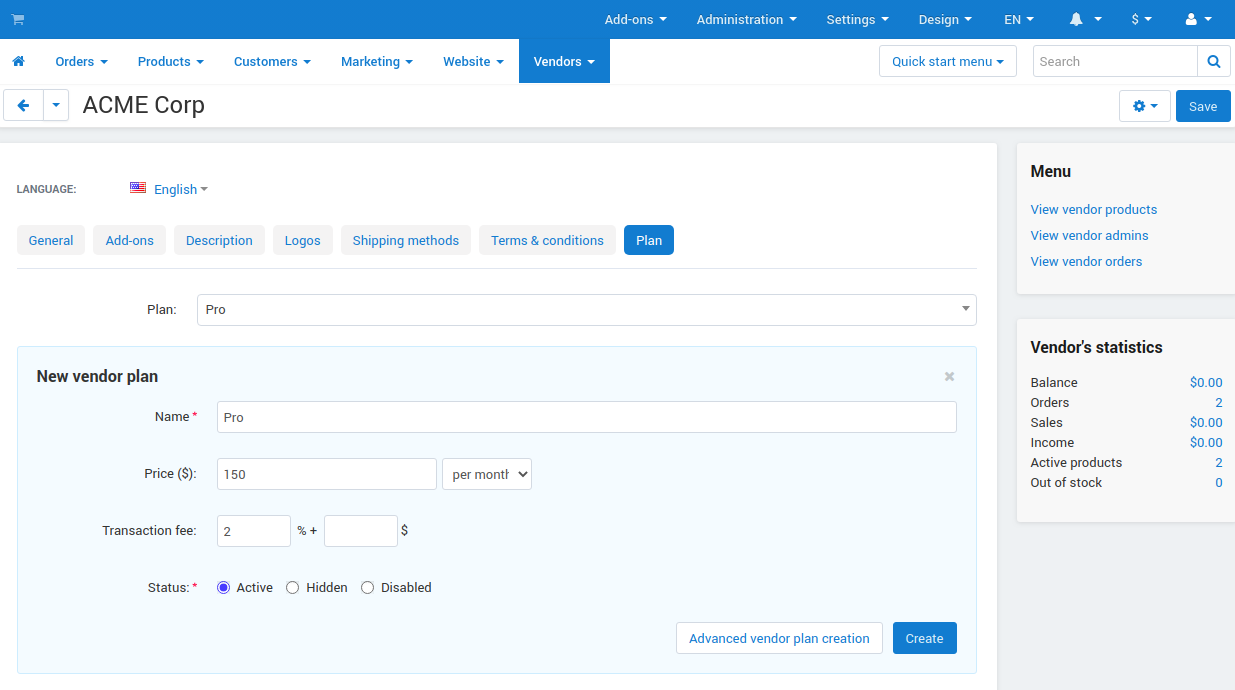 Add-ons Administration Settings Design EN $
Orders Products Customers Marketing Website Vendors Quick start menu Search
ACME Corp Save
LANGUAGE: English
General Add-ons Description Logos Shipping methods Terms & conditions Plan
Plan: Pro
New vendor plan
Name * Pro
Price ($): 150 per month
Transaction fee: 2 % + $
Status: * Active Hidden Disabled
Advanced vendor plan creation Create
Menu
View vendor products
View vendor admins
View vendor orders
Vendor's statistics
Balance $0.00
Orders 2
Sales $0.00
Income $0.00
Active products 2
Out of stock 0